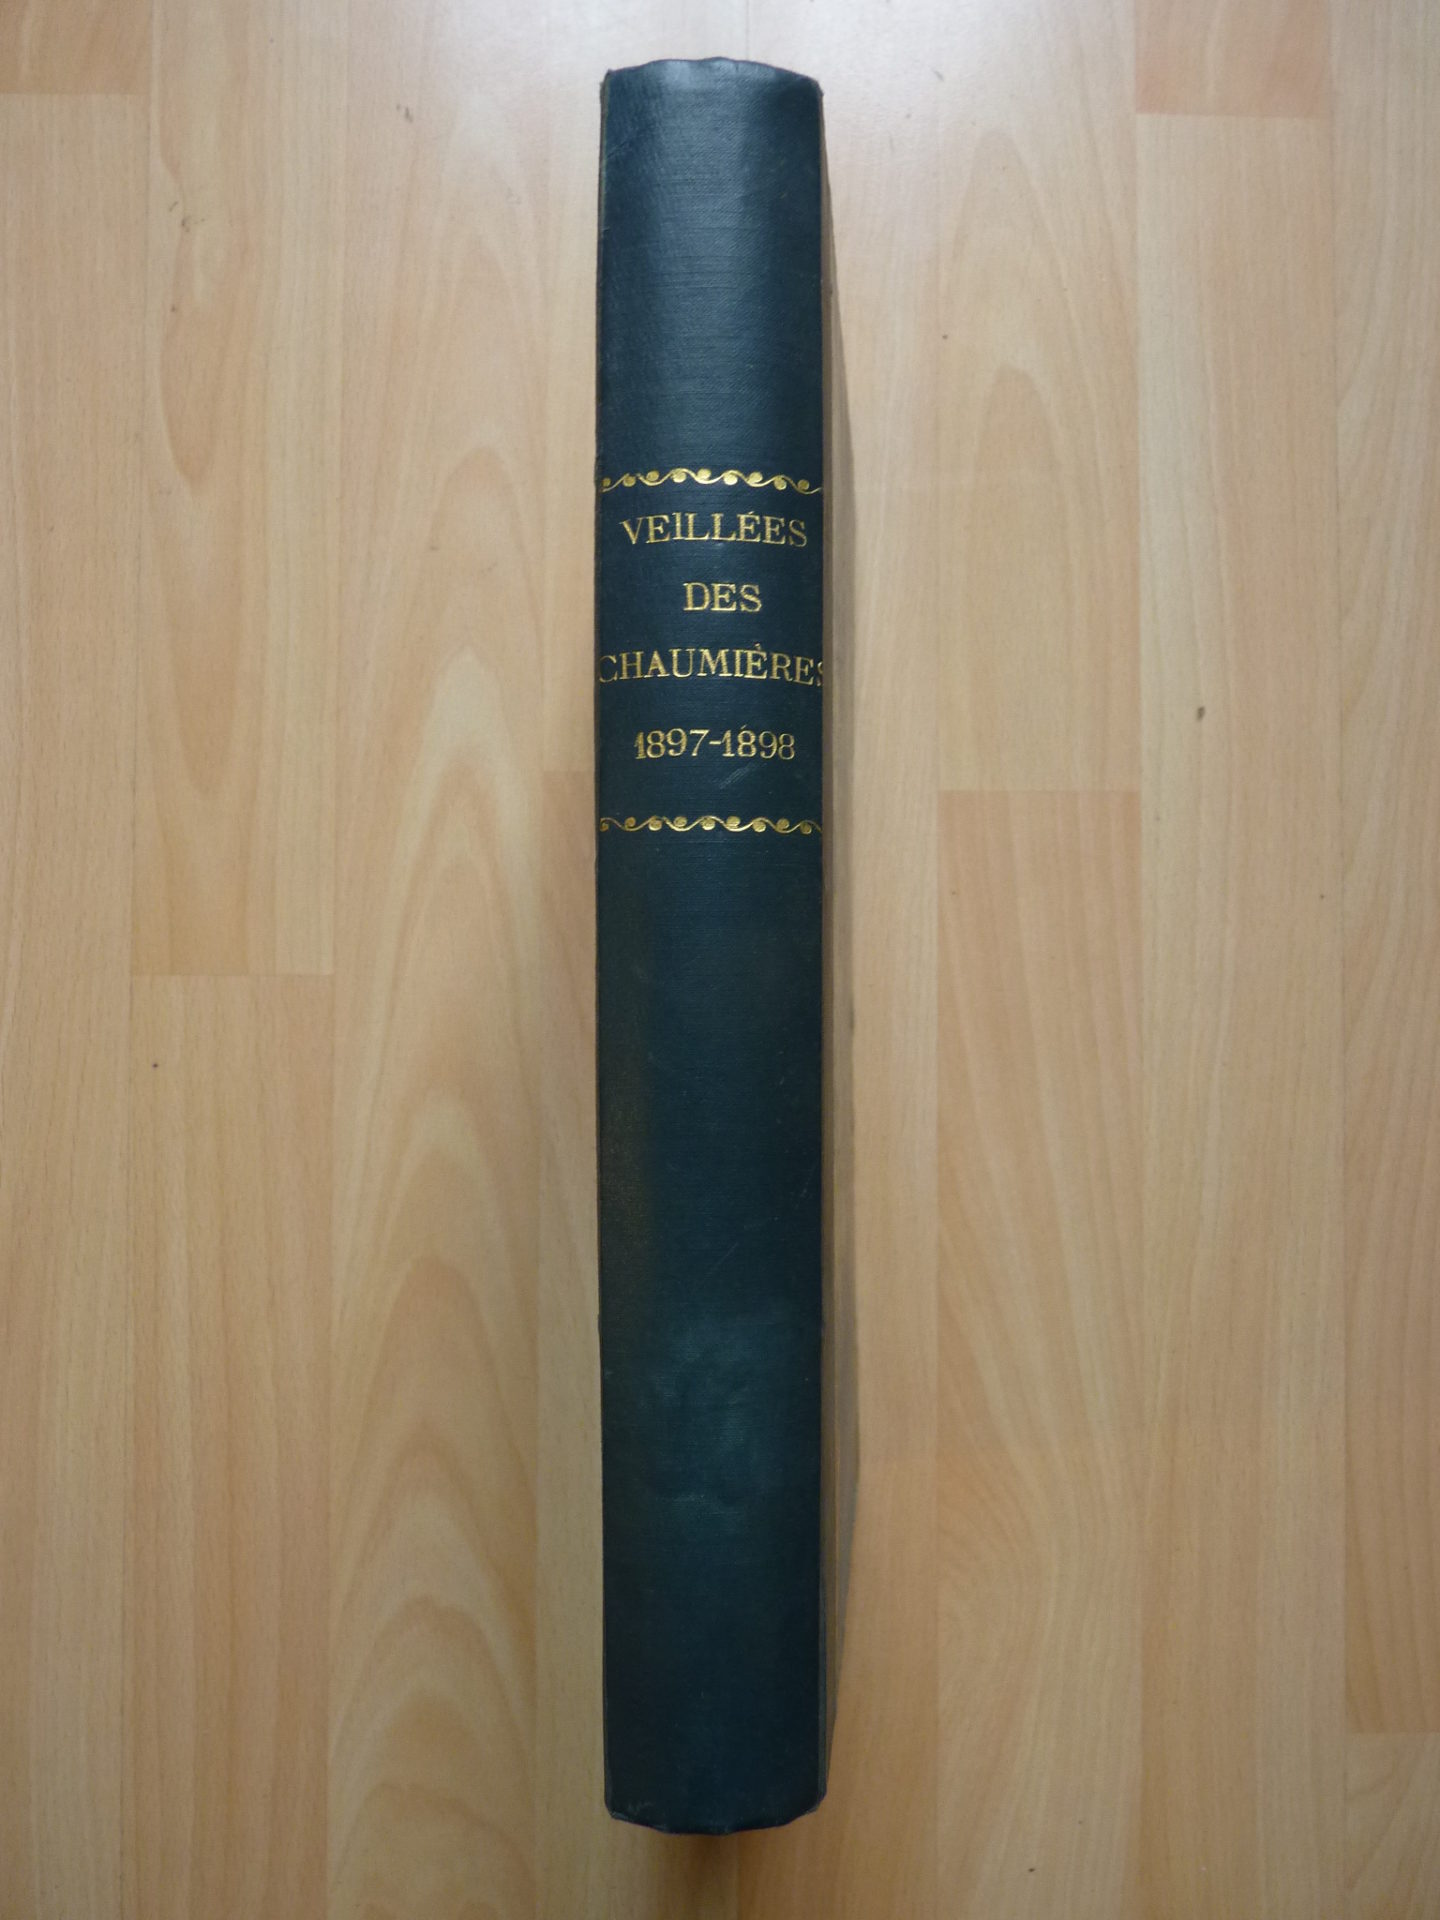 VEILLÉES
DES
CHAUMIÈRES
1897-1898